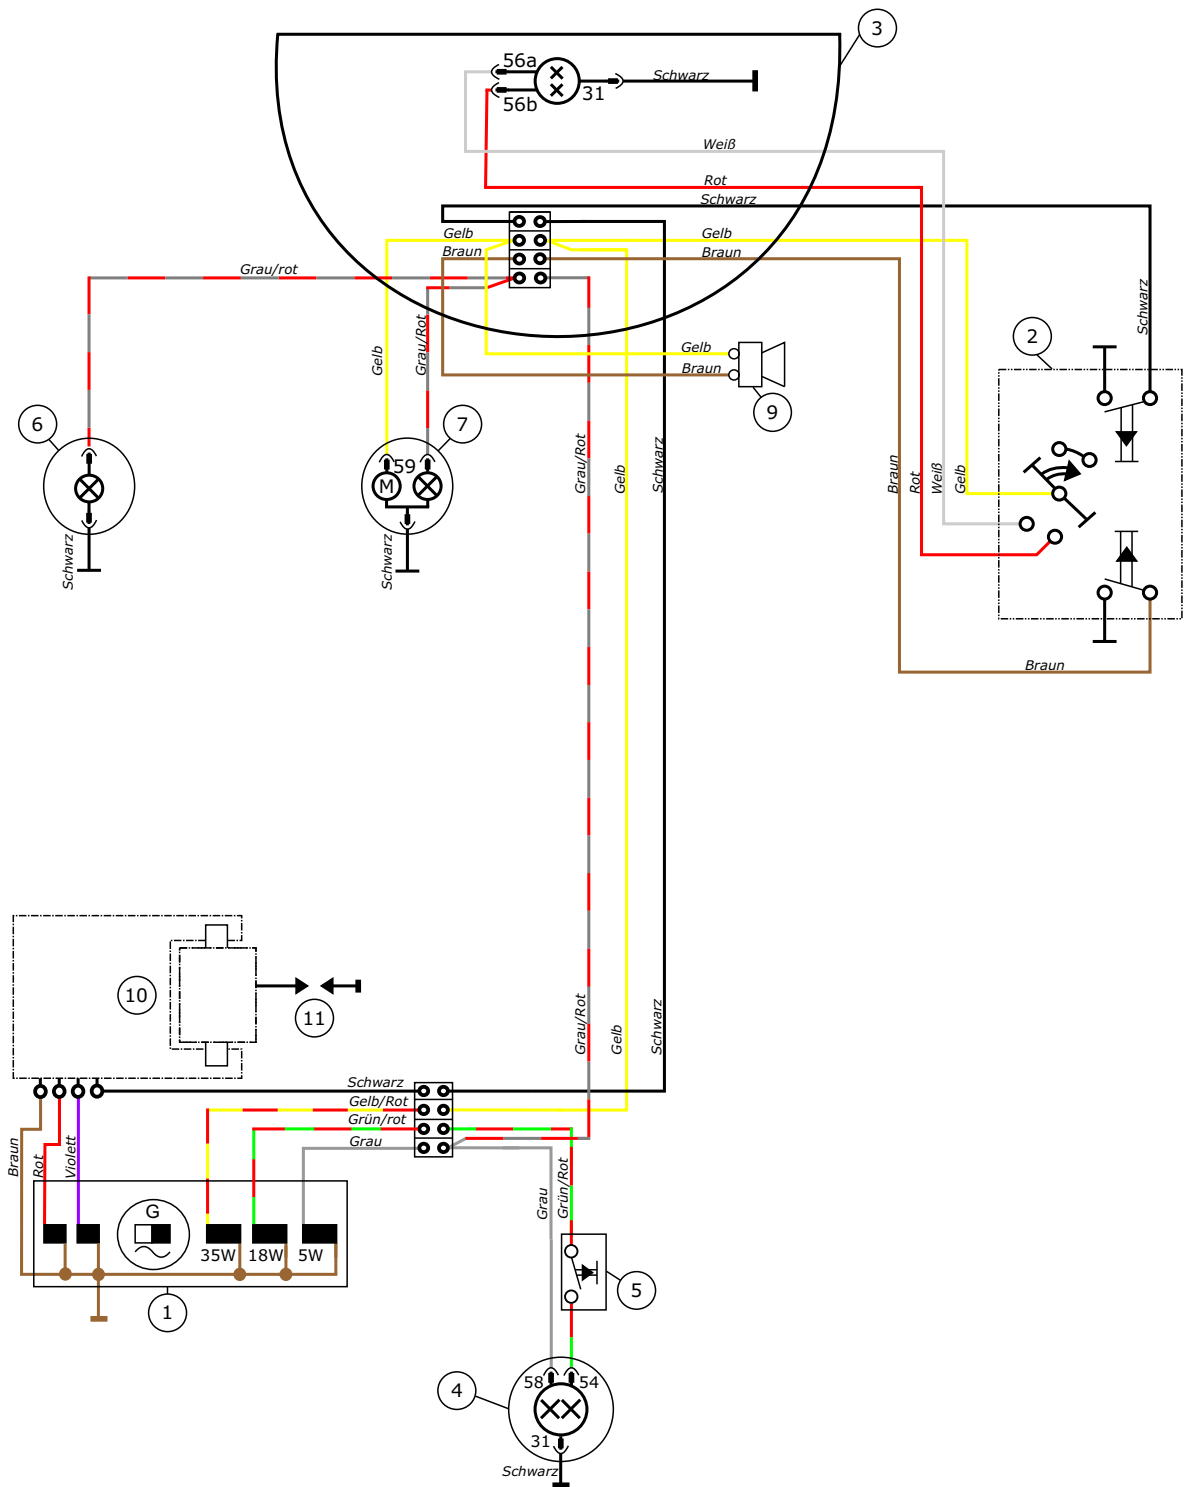 3
56a
56b
31
Schwarz
Weiß
Rot
Schwarz
Gelb
Gelb
Braun
Braun
Grau/rot
Schwarz
Gelb
Grau/Rot
Gelb
Braun
9
2
6
7
59
M
Schwarz
Schwarz
Grau/Rot
Gelb
Schwarz
Braun
Rot
Weiß
Gelb
Braun
10
11
Grau/Rot
Gelb
Schwarz
Schwarz
Gelb/Rot
Grün/rot
Grau
Braun
Rot
Violett
G
35W
18W
5W
1
Grau
Grün/Rot
5
4
58
54
31
Schwarz